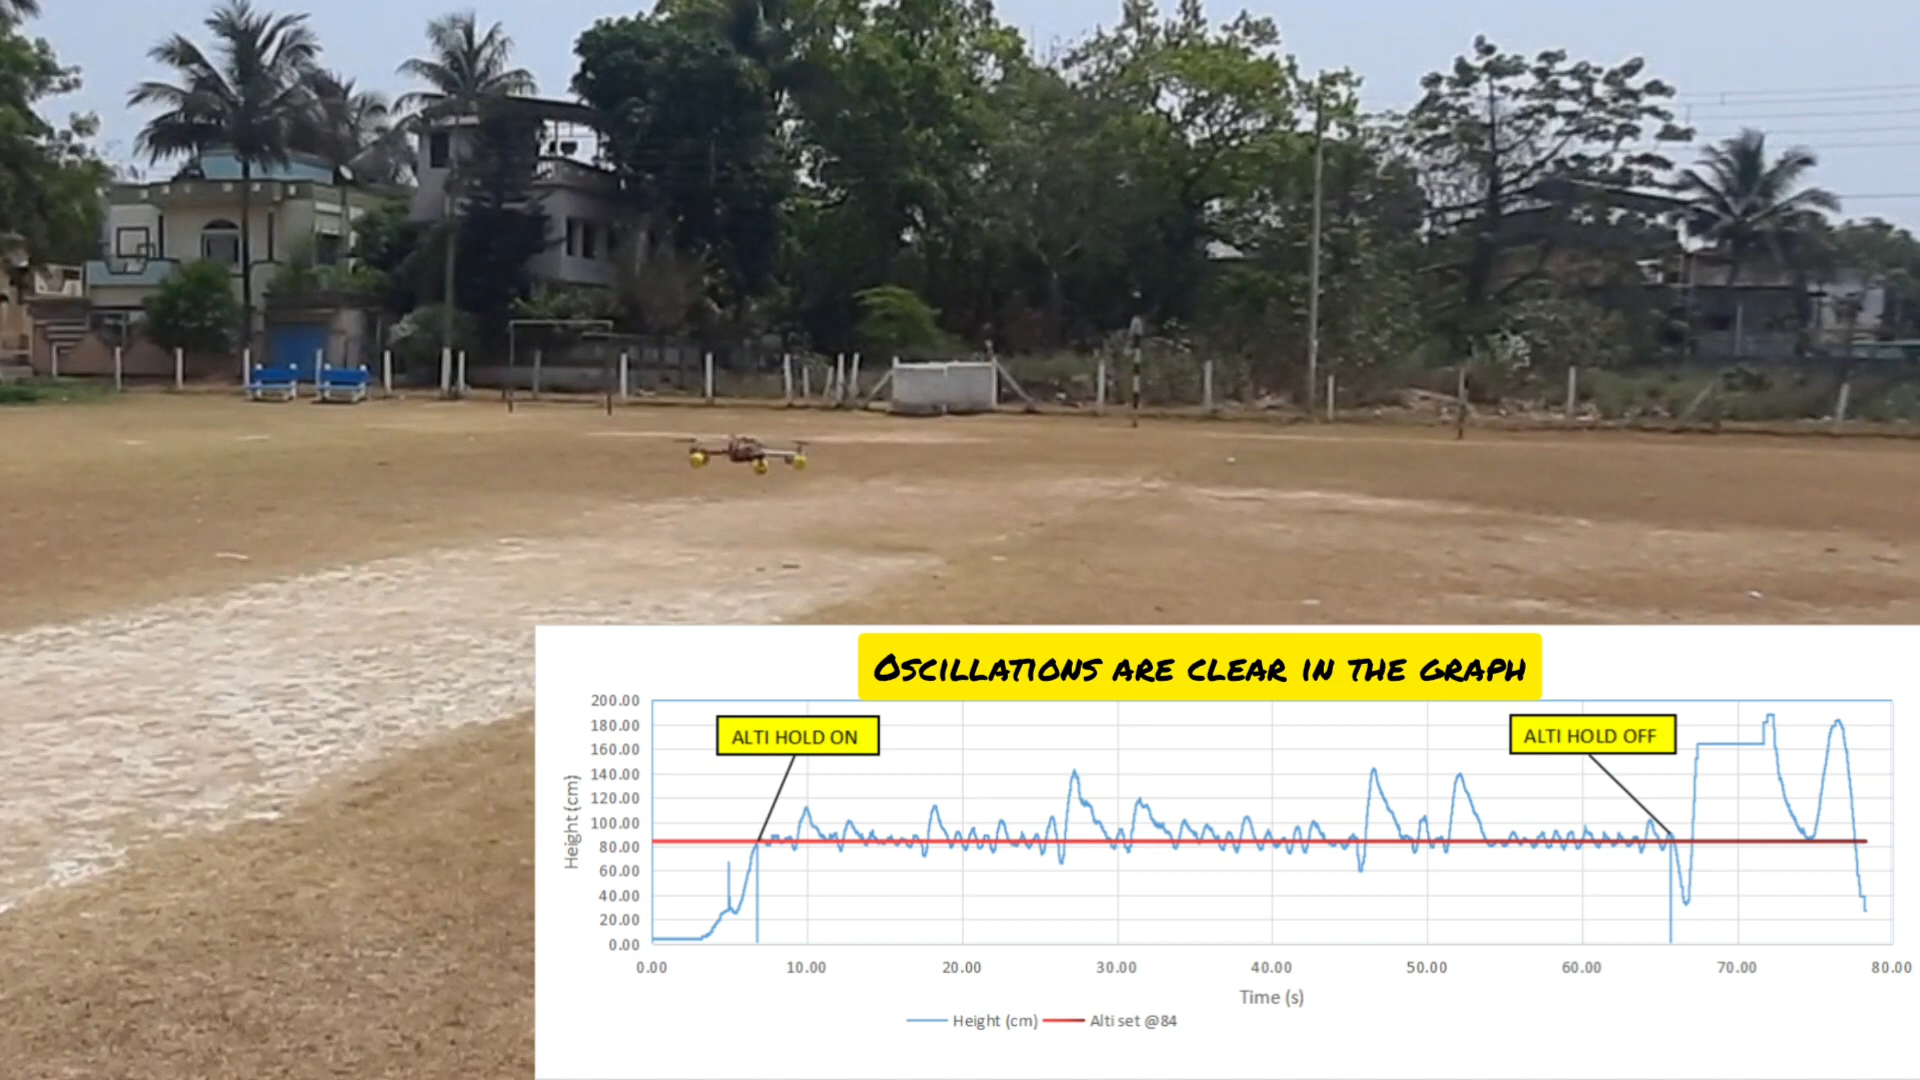 OSCILLATIONS ARE CLEAR IN THE GRAPH
ALTI HOLD ON
ALTI HOLD OFF
Height (cm)
200.00
180.00
160.00
140.00
120.00
100.00
80.00
60.00
40.00
20.00
0.00
0.00 10.00 20.00 30.00 40.00 50.00 60.00 70.00 80.00
Time (s)
Height (cm) Alti set @84